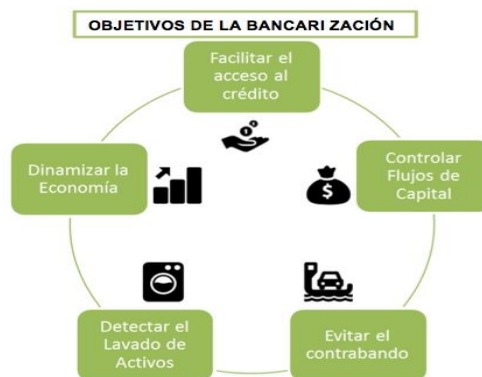 OBJETIVOS DE LA BANCARI ZACIÓN
Facilitar el
acceso al
crédito
Controlar
Flujos de
Capital
Evitar el
contrabando
Detectar el
Lavado de
Activos
Dinamizar la
Economía
$